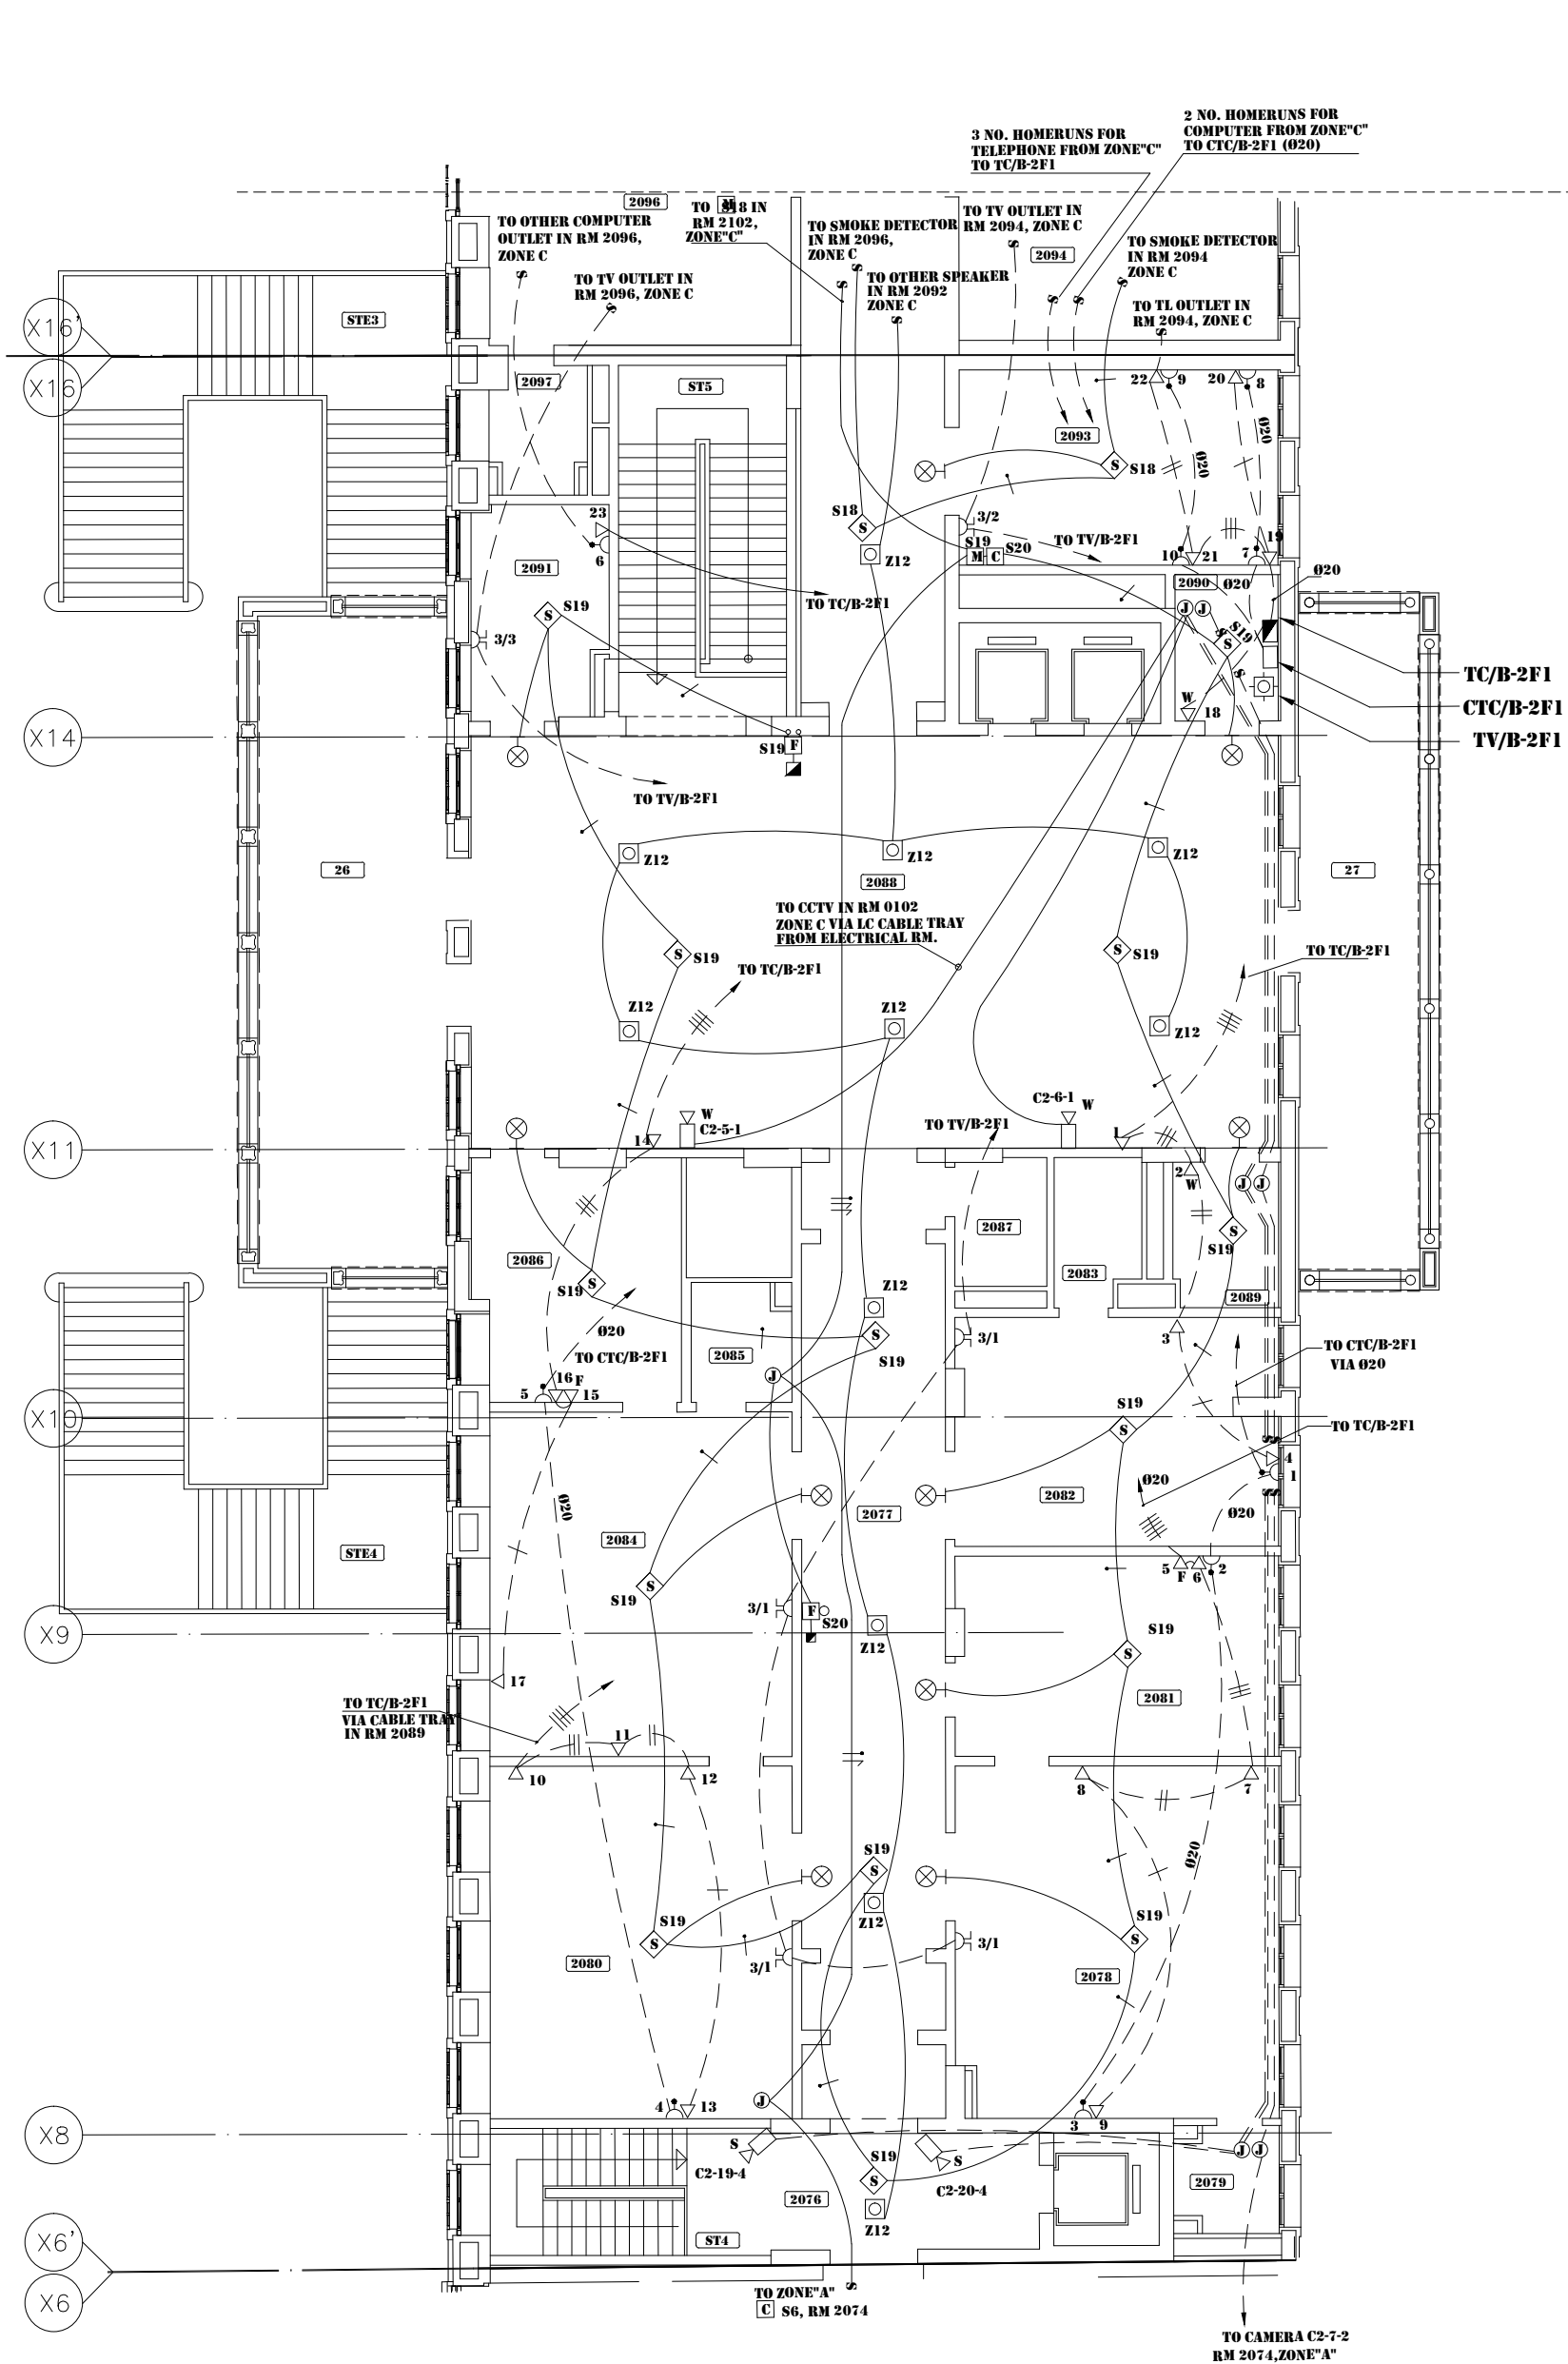 2 NO. HOMERUNS FOR
COMPUTER FROM ZONE"C"
TO CTC/B-2F1 (Ø20)
3 NO. HOMERUNS FOR
TELEPHONE FROM ZONE"C"
TO TC/B-2F1
2096
TO S18 IN
RM 2102,
ZONE"C"
M
TO OTHER COMPUTER
OUTLET IN RM 2096,
ZONE C
TO SMOKE DETECTOR
IN RM 2096,
ZONE C
TO TV OUTLET IN
RM 2094, ZONE C
2094
TO SMOKE DETECTOR
IN RM 2094
ZONE C
TO TV OUTLET IN
RM 2096, ZONE C
TO OTHER SPEAKER
IN RM 2092
ZONE C
TO TL OUTLET IN
RM 2094, ZONE C
X16'
STE3
X16
2097
ST5
22
9
20
8
2093
Ø20
Ø20
S
S18
23
S18
S
3/2
6
Z12
S19
M
C
S20
TO TV/B-2F1
10
21
7
19
2091
2090
Ø20
Ø20
TO TC/B-2F1
S
S19
J
J
3/3
S
S19
TC/B-2F1
W
18
CTC/B-2F1
X14
S19
F
TV/B-2F1
TO TV/B-2F1
Z12
Z12
Z12
26
2088
27
TO CCTV IN RM 0102
ZONE C VIA LC CABLE TRAY
FROM ELECTRICAL RM.
S
S19
S
S19
TO TC/B-2F1
TO TC/B-2F1
Z12
Z12
Z12
C2-6-1
W
W
C2-5-1
TO TV/B-2F1
1
14
X11
2
W
J
J
2087
2086
S
S19
2083
S
S19
2089
Z12
Ø20
3/1
3
S
S19
TO CTC/B-2F1
VIA Ø20
TO CTC/B-2F1
2085
J
16
F
15
5
X10
S19
S
TO TC/B-2F1
4
1
Ø20
Ø20
2082
Ø20
2077
2084
STE4
5
F
6
2
S
S19
3/1
F
S20
X9
Z12
S19
S
17
2081
TO TC/B-2F1
VIA CABLE TRAY
IN RM 2089
11
10
12
8
7
S19
S
Ø20
Z12
S19
S
S19
S
3/1
3/1
2080
2078
J
4
13
3
9
X8
S
C2-19-4
S
C2-20-4
S19
S
J
J
2079
2076
Z12
ST4
X6'
X6
TO ZONE"A"
C
S6, RM 2074
TO CAMERA C2-7-2
RM 2074,ZONE"A"